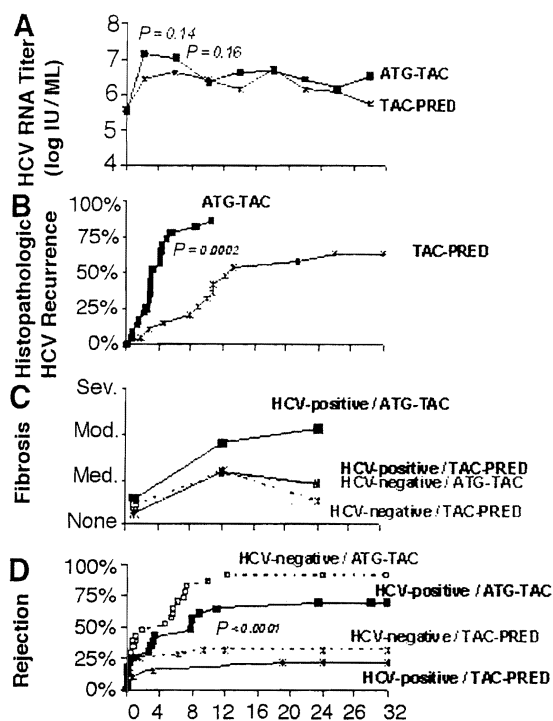 A
HCV RNA Titer
(log IU / ML)
8
7
6
5
4
P = 0.14
P = 0.16
ATG-TAC
TAC-PRED
B
Histopathologic
HCV Recurrence
100%
75%
50%
25%
0%
ATG-TAC
P = 0.0002
TAC-PRED
C
Fibrosis
Sev.
Mod.
Med.
None
HCV-positive / ATG-TAC
HCV-positive / TAC-PRED
HCV-negative / ATG-TAC
HCV-negative / TAC-PRED
D
Rejection
100%
75%
50%
25%
0%
HCV-negative / ATG-TAC
HCV-positive / ATG-TAC
P <0.0001
HCV-negative / TAC-PRED
HCV-positive / TAC-PRED
0 4 8 12 16 20 24 28 32